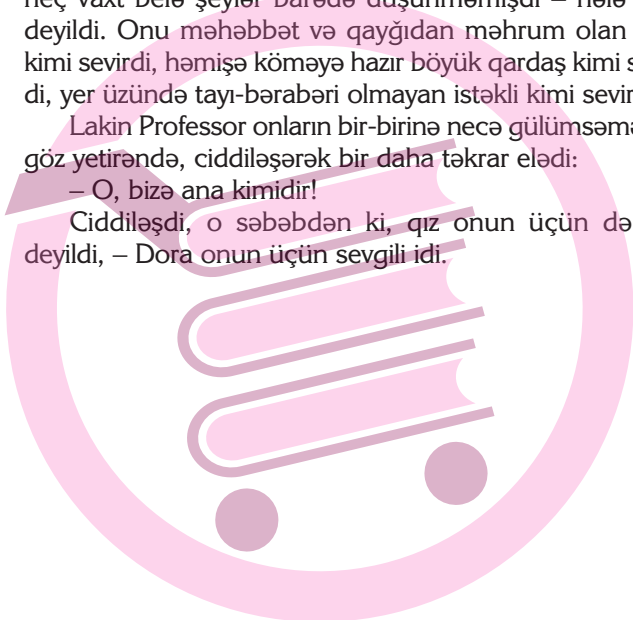 heç vaxt belə şeylər barədə düşünməmişdi – hələ
deyildi. Onu məhəbbət və qayğıdan məhrum olan
kimi sevirdi, həmişə köməyə hazır böyük qardaş kimi s
di, yer üzündə tayı-bərabəri olmayan istəkli kimi sevir
Lakin Professor onların bir-birinə necə gülümsəmə
göz yetirəndə, ciddiləşərək bir daha təkrar elədi:
– O, bizə ana kimidir!
Ciddiləşdi, o səbəbdən ki, qız onun üçün də
deyildi, – Dora onun üçün sevgili idi.